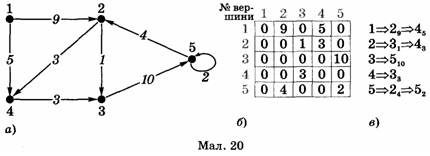 1 9 2
5 3 1 4 5 2
4 3 3 10
а)
№ вер-
шини 1 2 3 4 5
1 0 9 0 5 0
2 0 0 1 3 0
3 0 0 0 0 10
4 0 0 3 0 0
5 0 4 0 0 2
б)
1⇒2₉⇒4₅
2⇒3₁⇒4₃
3⇒5₁₀
4⇒3₃
5⇒2₄⇒5₂
в)
Мал. 20